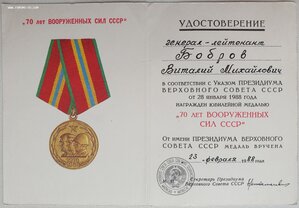 "70 ЛЕТ ВООРУЖЕННЫХ СИЛ СССР"
УДОСТОВЕРЕНИЕ
генерал-лейтенант
Бобров
Виталий Михайлович
В СООТВЕТСТВИИ С УКАЗОМ ПРЕЗИДИУМА
ВЕРХОВНОГО СОВЕТА СССР
ОТ 28 ЯНВАРЯ 1988 ГОДА
НАГРАЖДЕН ЮБИЛЕЙНОЙ МЕДАЛЬЮ
"70 ЛЕТ ВООРУЖЕННЫХ
СИЛ СССР"
ОТ ИМЕНИ ПРЕЗИДИУМА ВЕРХОВНОГО
СОВЕТА СССР МЕДАЛЬ ВРУЧЕНА
23 февраля 1988 год
Секретарь Президиума
Верховного Совета СССР